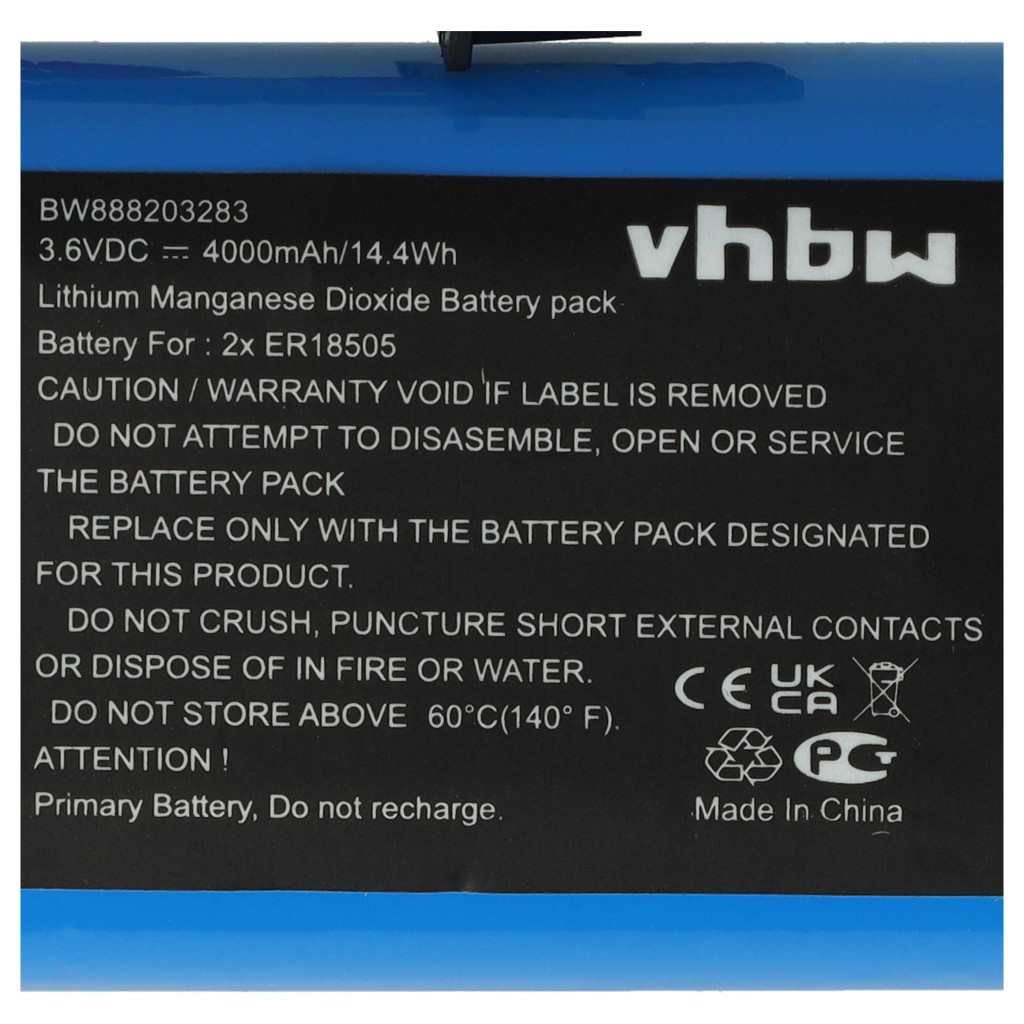 BW888203283
vhbw
3.6VDC ⎓ 4000mAh/14.4Wh
Lithium Manganese Dioxide Battery pack
Battery For : 2x ER18505
CAUTION / WARRANTY VOID IF LABEL IS REMOVED
DO NOT ATTEMPT TO DISASEMBLE, OPEN OR SERVICE
THE BATTERY PACK
REPLACE ONLY WITH THE BATTERY PACK DESIGNATED
FOR THIS PRODUCT.
DO NOT CRUSH, PUNCTURE SHORT EXTERNAL CONTACTS
OR DISPOSE OF IN FIRE OR WATER.
CE UK CA
DO NOT STORE ABOVE 60°C(140° F).
ATTENTION !
PCT
Primary Battery, Do not recharge.
Made In China